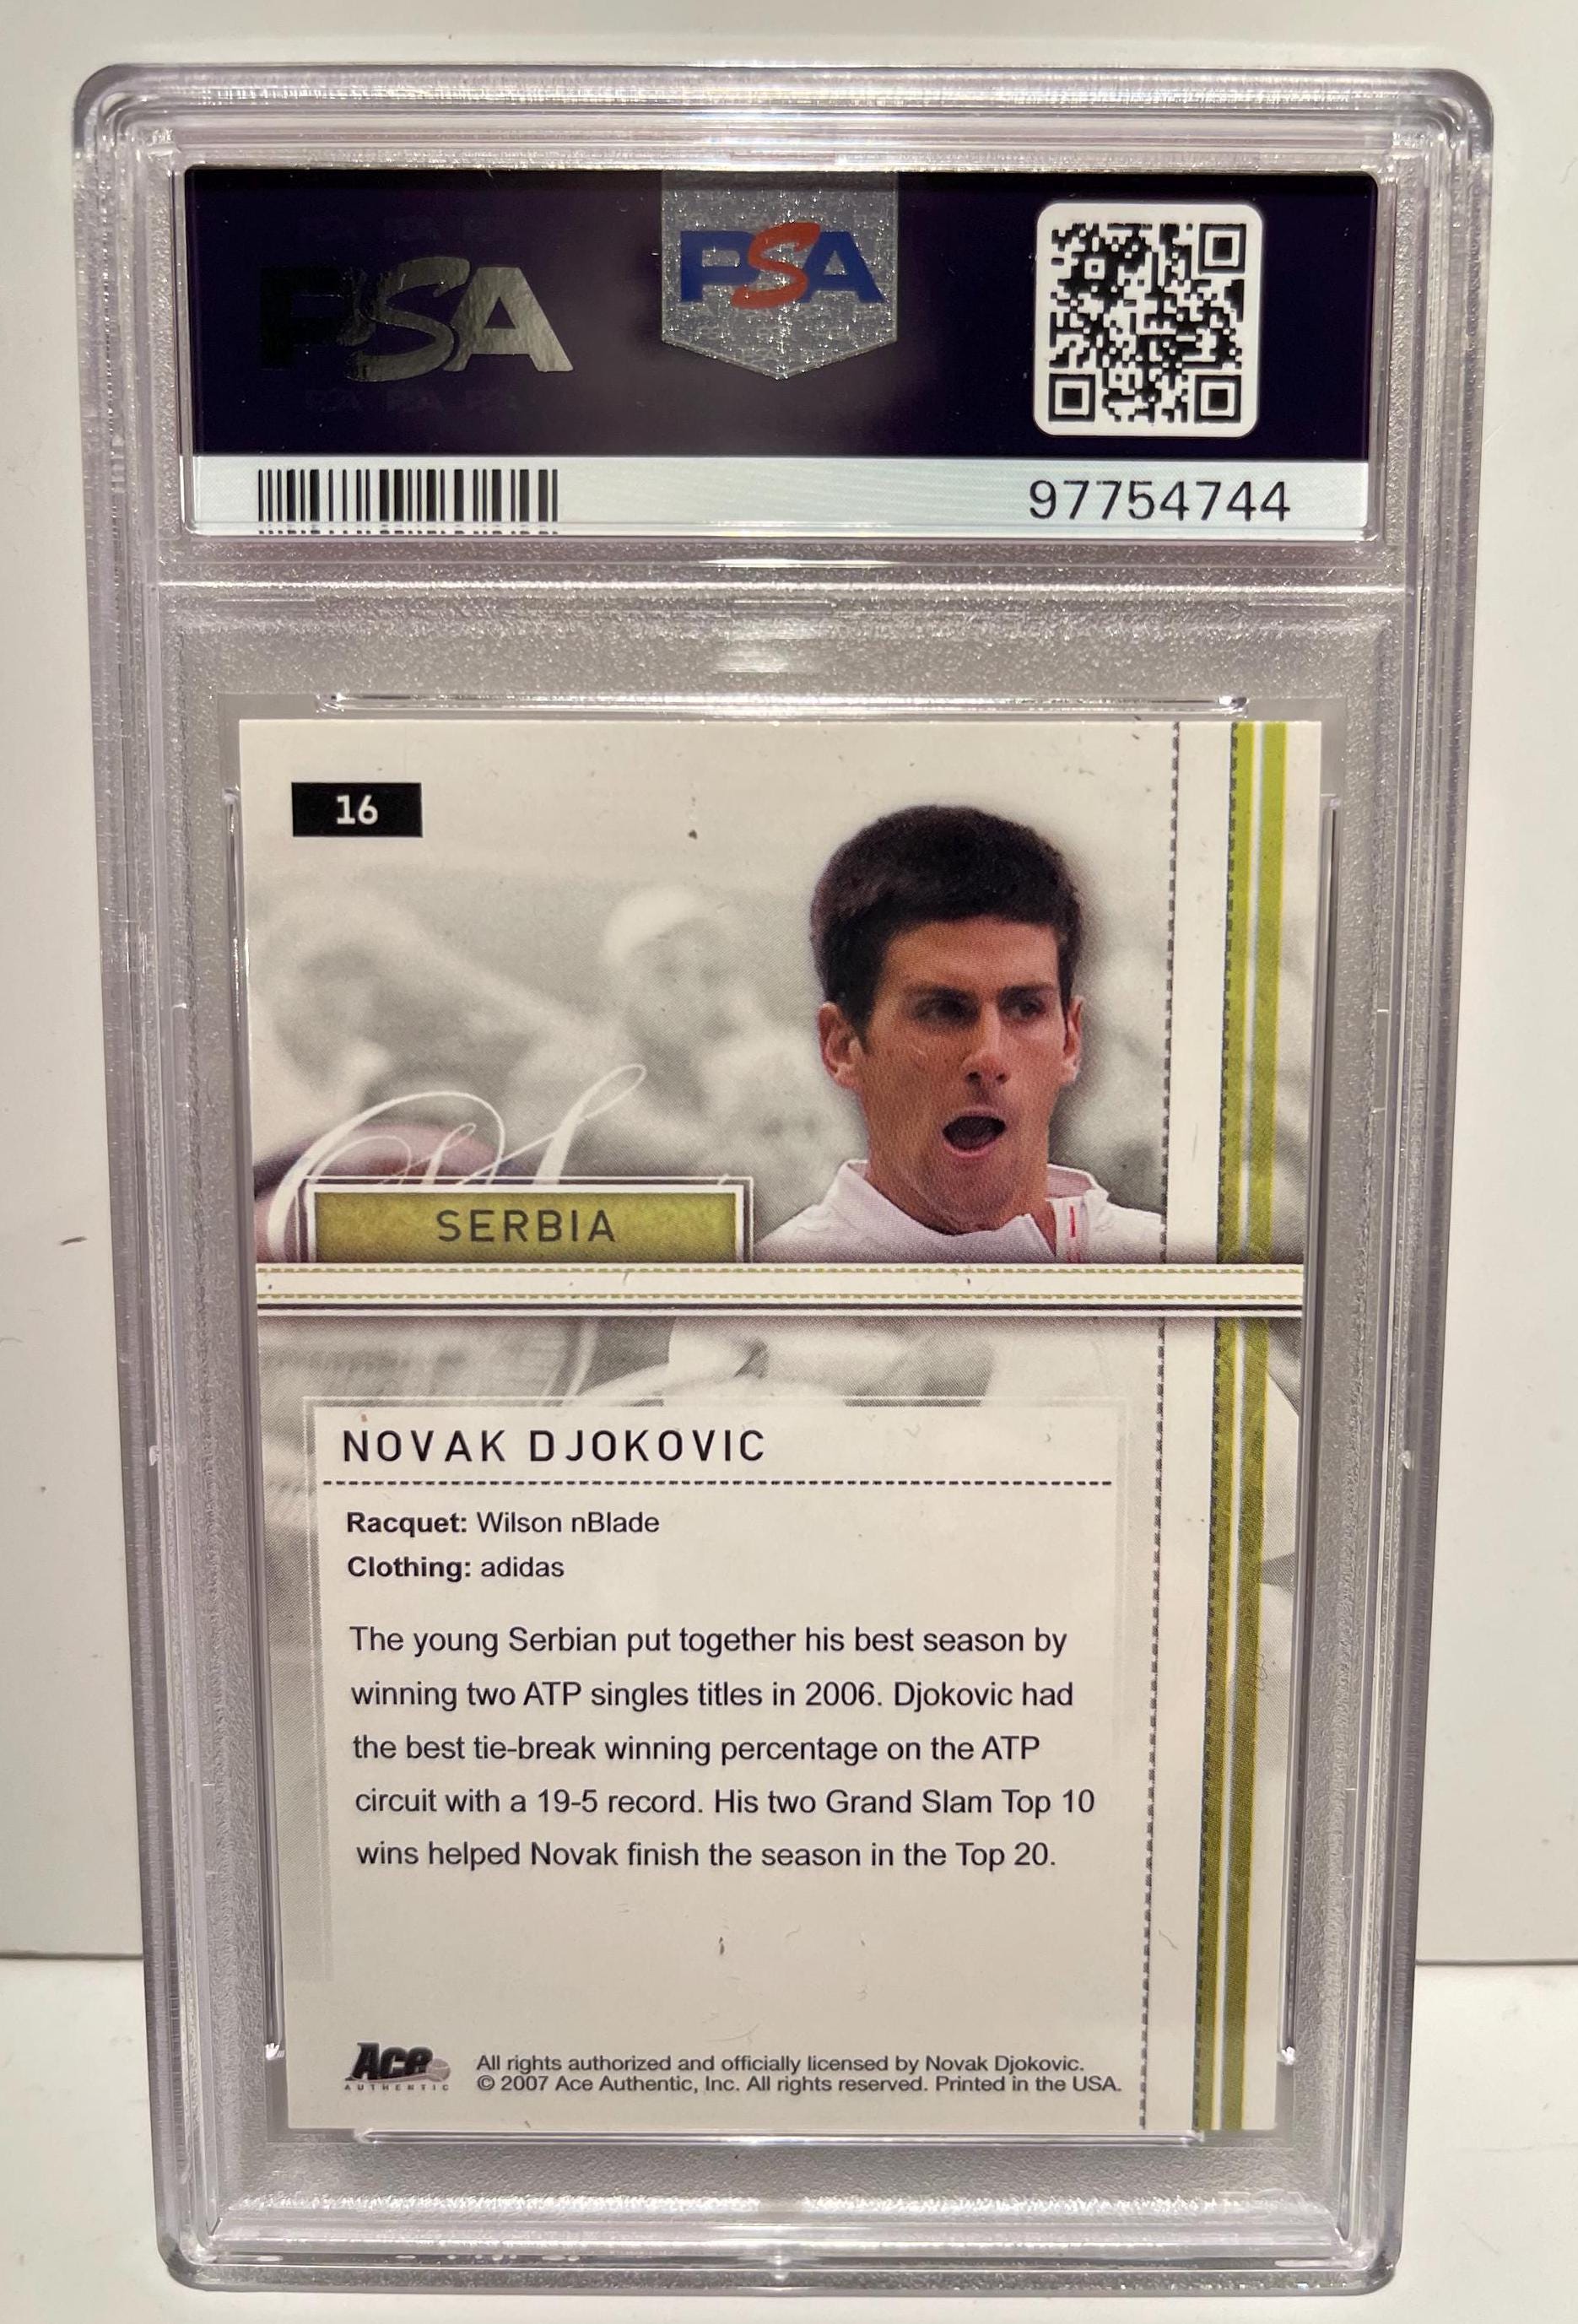 PSA
PSA
97754744
16
SERBIA
NOVAK DJOKOVIC
Racquet: Wilson nBlade
Clothing: adidas
The young Serbian put together his best season by
winning two ATP singles titles in 2006. Djokovic had
the best tie-break winning percentage on the ATP
circuit with a 19-5 record. His two Grand Slam Top 10
wins helped Novak finish the season in the Top 20.
Ace
AUTHENTIC
All rights authorized and officially licensed by Novak Djokovic.
© 2007 Ace Authentic, Inc. All rights reserved. Printed in the USA.